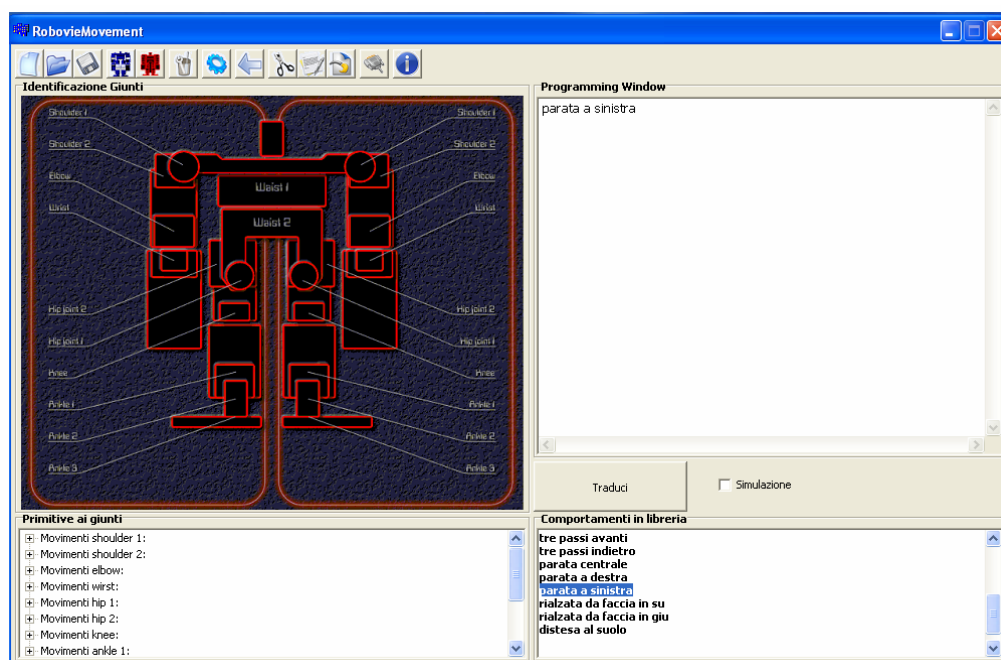 RobovieMovement
Identificazione Giunti
Shoulder 1
Shoulder 2
Elbow
Wrist
Hip joint 2
Hip joint 1
Knee
Ankle 1
Ankle 2
Ankle 3
Waist 1
Waist 2
Shoulder 1
Shoulder 2
Elbow
Wrist
Hip joint 2
Hip joint 1
Knee
Ankle 1
Ankle 2
Ankle 3
Programming Window
parata a sinistra
Traduci
Simulazione
Primitive ai giunti
Movimenti shoulder 1:
Movimenti shoulder 2:
Movimenti elbow:
Movimenti wirst:
Movimenti hip 1:
Movimenti hip 2:
Movimenti knee:
Movimenti ankle 1:
Comportamenti in libreria
tre passi avanti
tre passi indietro
parata centrale
parata a destra
parata a sinistra
rialzata da faccia in su
rialzata da faccia in giu
distesa al suolo